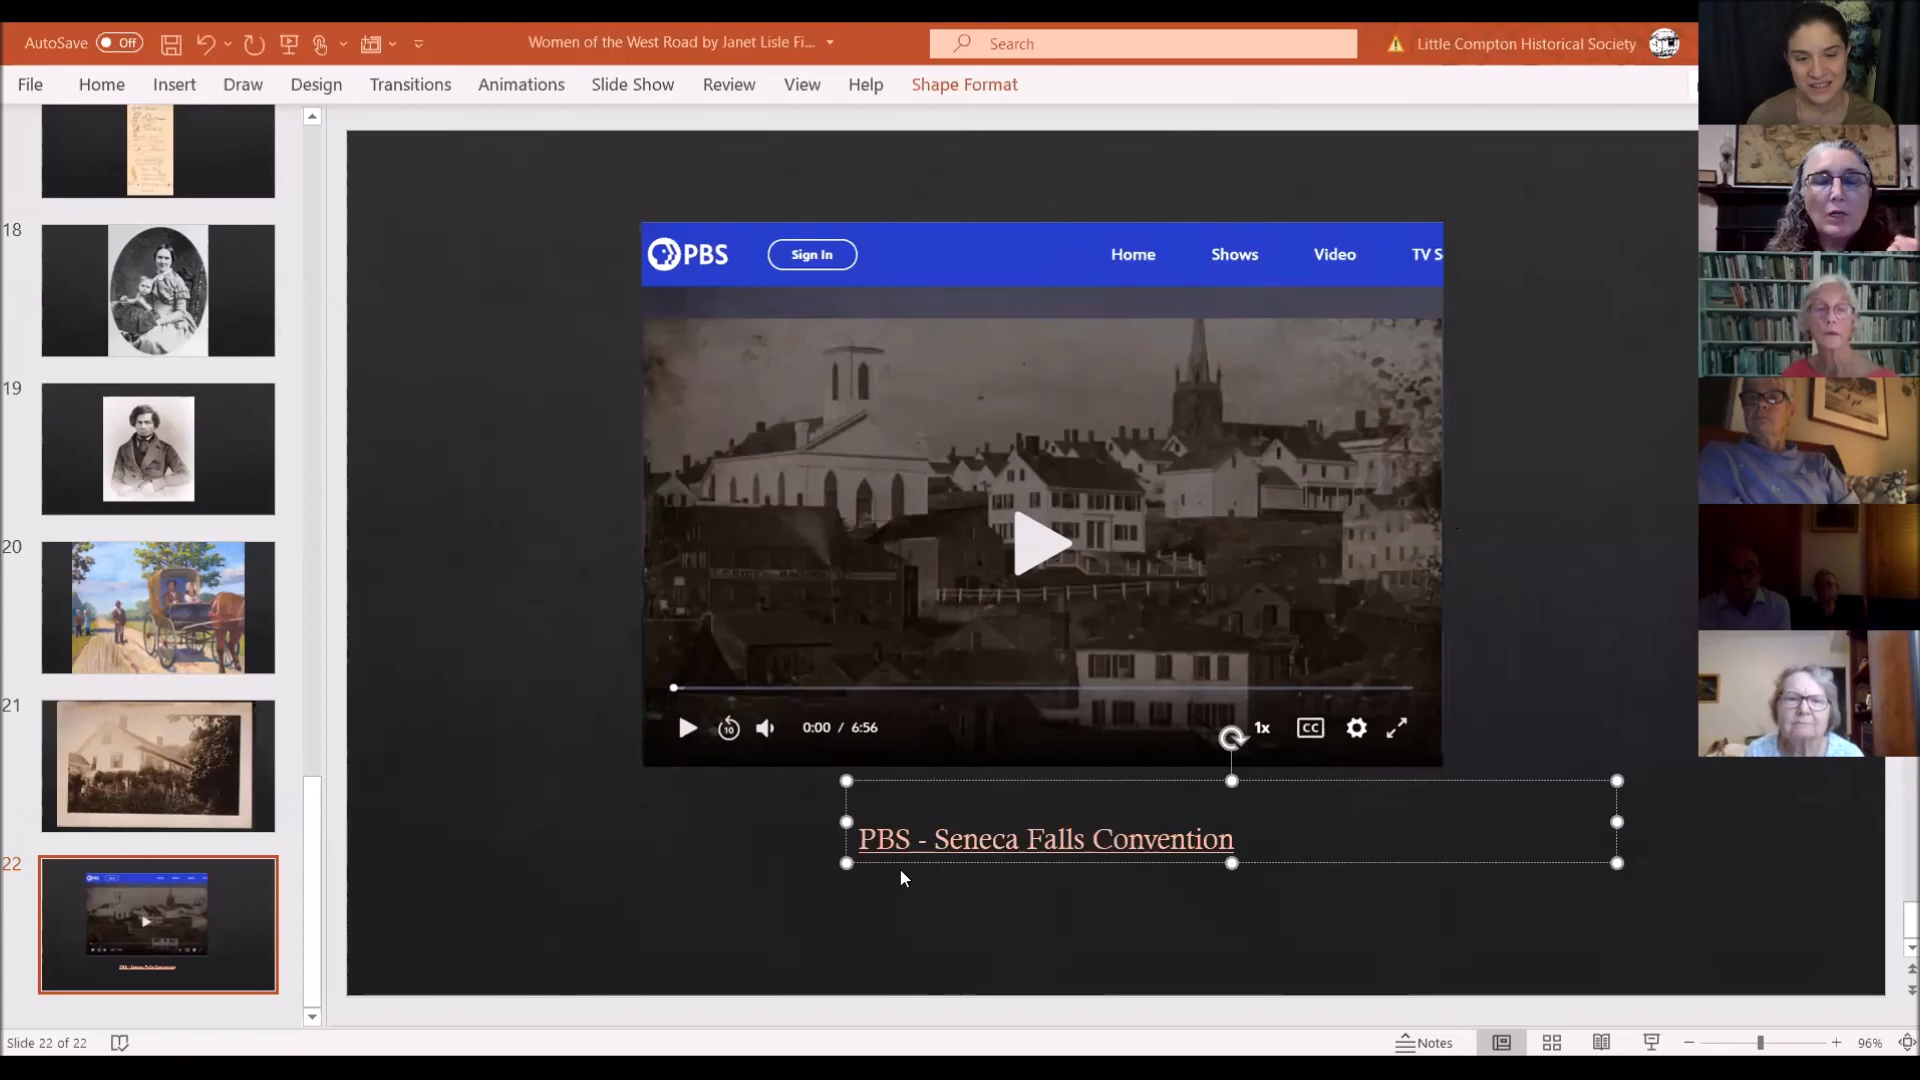 AutoSave Off Women of the West Road by Janet Lisle Fi... Search Little Compton Historical Society
File Home Insert Draw Design Transitions Animations Slide Show Review View Help Shape Format
18
19
20
21
22
PBS Sign In Home Shows Video TV S
10 0:00 / 6:56 1x CC
PBS - Seneca Falls Convention
Slide 22 of 22 Notes 96%